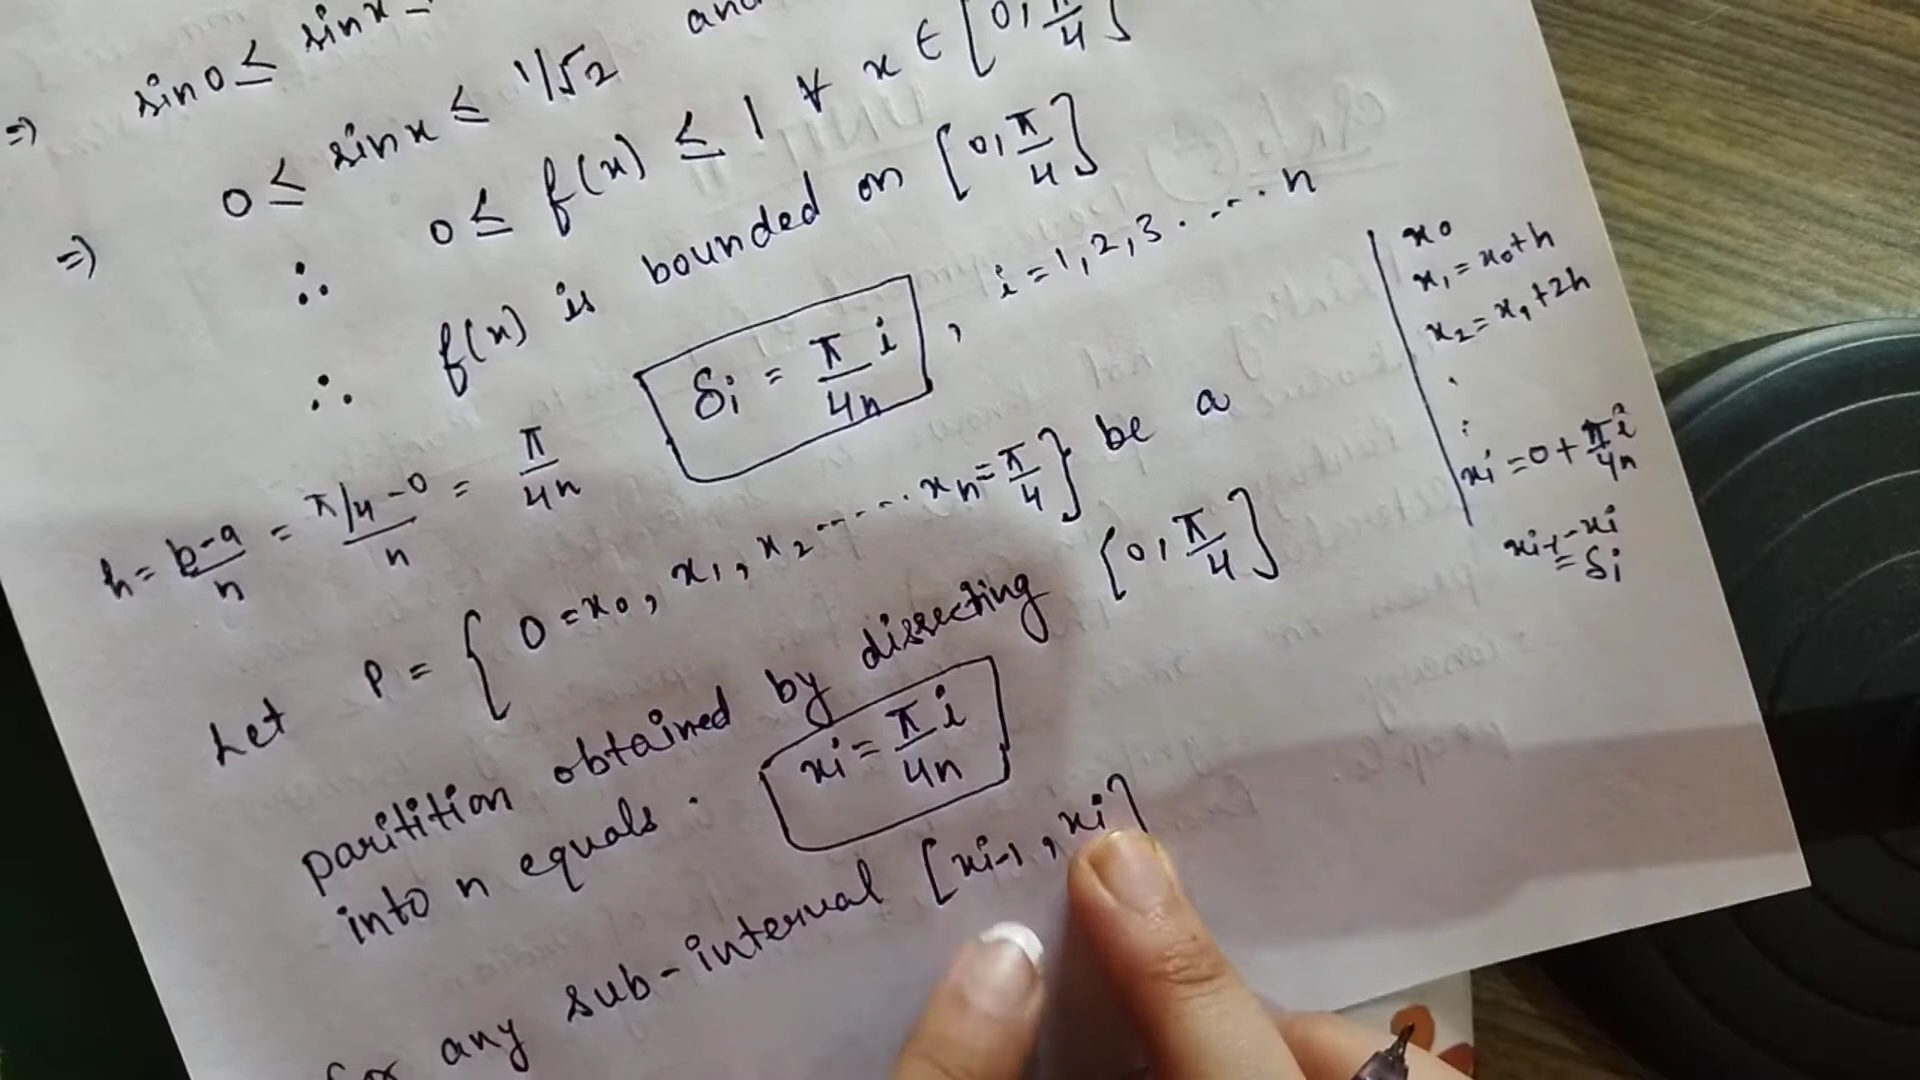 =) sin0 ≤ sinx
0 ≤ sinx ≤ 1/√2 and
=) 0 ≤ f(x) ≤ 1 ∀ x ∈ [0, π/4]
∴ f(x) is bounded on [0, π/4]
∴ δi = π i/4n , i = 1, 2, 3 ..... n
h = b-a/n = π/4-0/n = π/4n
Let P = { 0 = x0, x1, x2 ....... xn = π/4 } be a
paritition obtained by dissecting [0, π/4]
into n equals. xi = π i/4n
for any sub-interval [xi-1, xi]
x0
x1 = x0+h
x2 = x1+2h
.
.
xi = 0 + π i/4n
xi-1 - xi
= δi